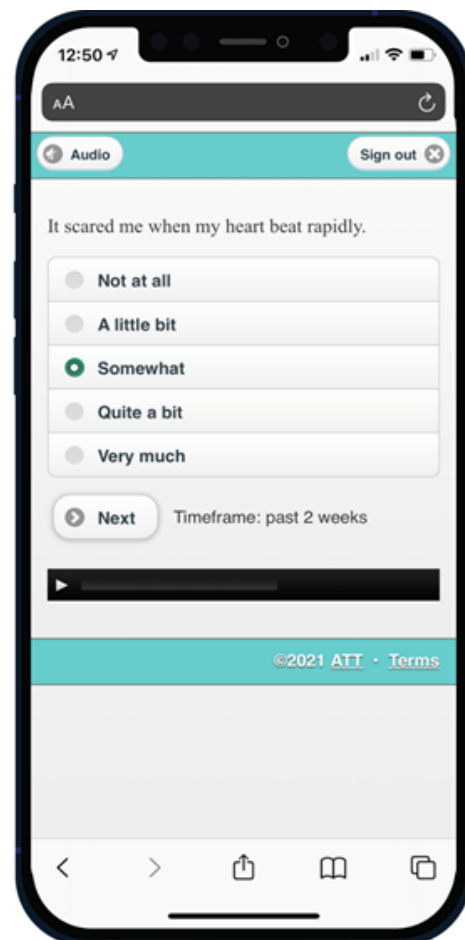 12:50
AA
Audio
Sign out
It scared me when my heart beat rapidly.
Not at all
A little bit
Somewhat
Quite a bit
Very much
Next
Timeframe: past 2 weeks
©2021 ATT · Terms